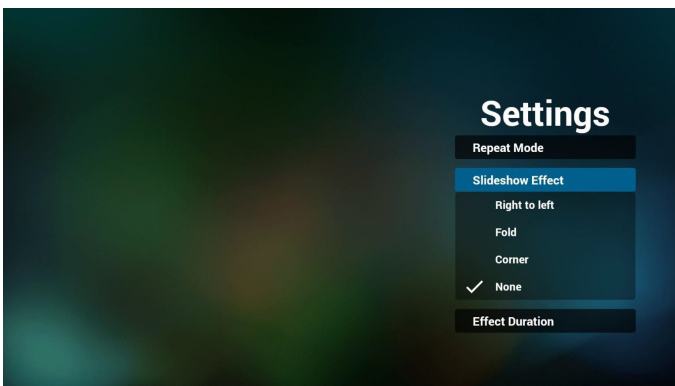 Settings
Repeat Mode
Slideshow Effect
Right to left
Fold
Corner
None
Effect Duration